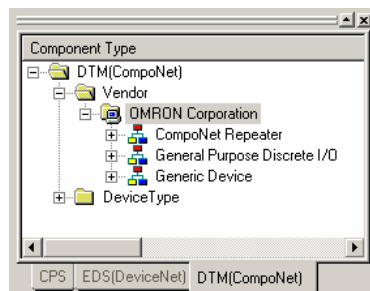 Component Type
DTM(CompoNet)
Vendor
OMRON Corporation
CompoNet Repeater
General Purpose Discrete I/O
Generic Device
DeviceType
CPS EDS(DeviceNet) DTM(CompoNet)